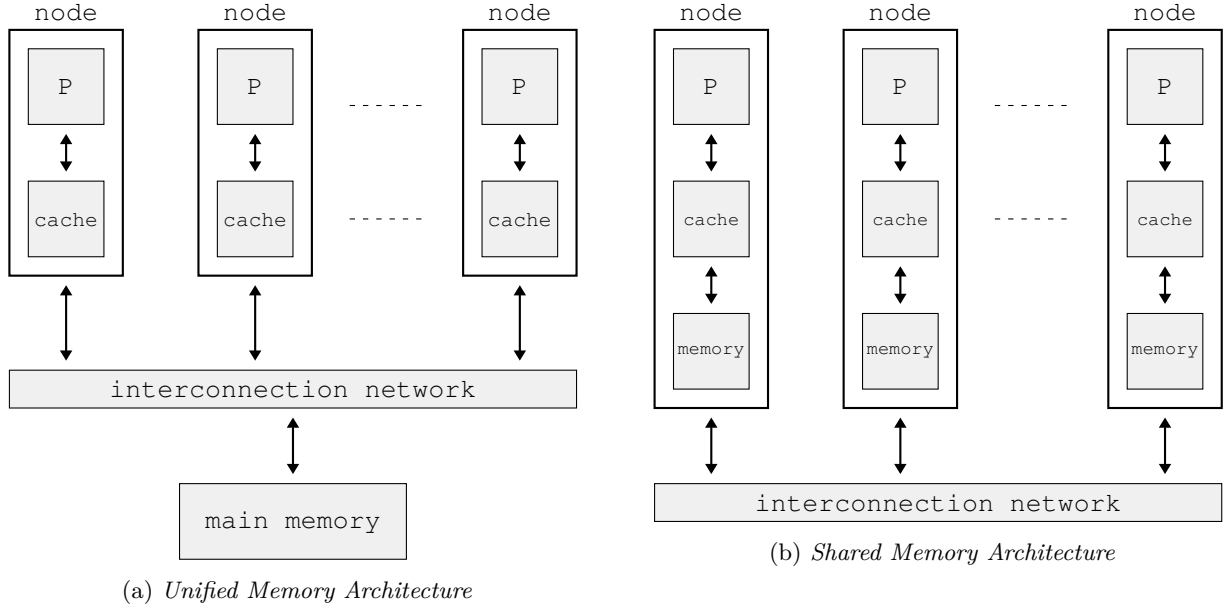 node node node
P P P
cache cache cache
interconnection network
main memory
(a) Unified Memory Architecture
node node node
P P P
cache cache cache
memory memory memory
interconnection network
(b) Shared Memory Architecture